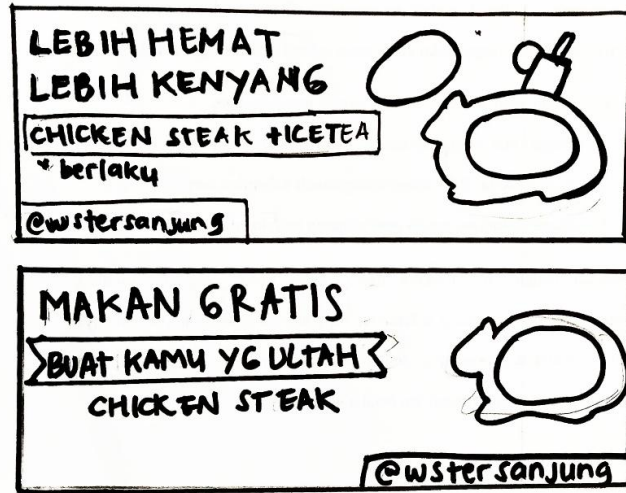 LEBIH HEMAT
LEBIH KENYANG
CHICKEN STEAK +ICETEA
* berlaku
@wstersanjung
MAKAN GRATIS
BUAT KAMU YG ULTAH
CHICKEN STEAK
@wstersanjung